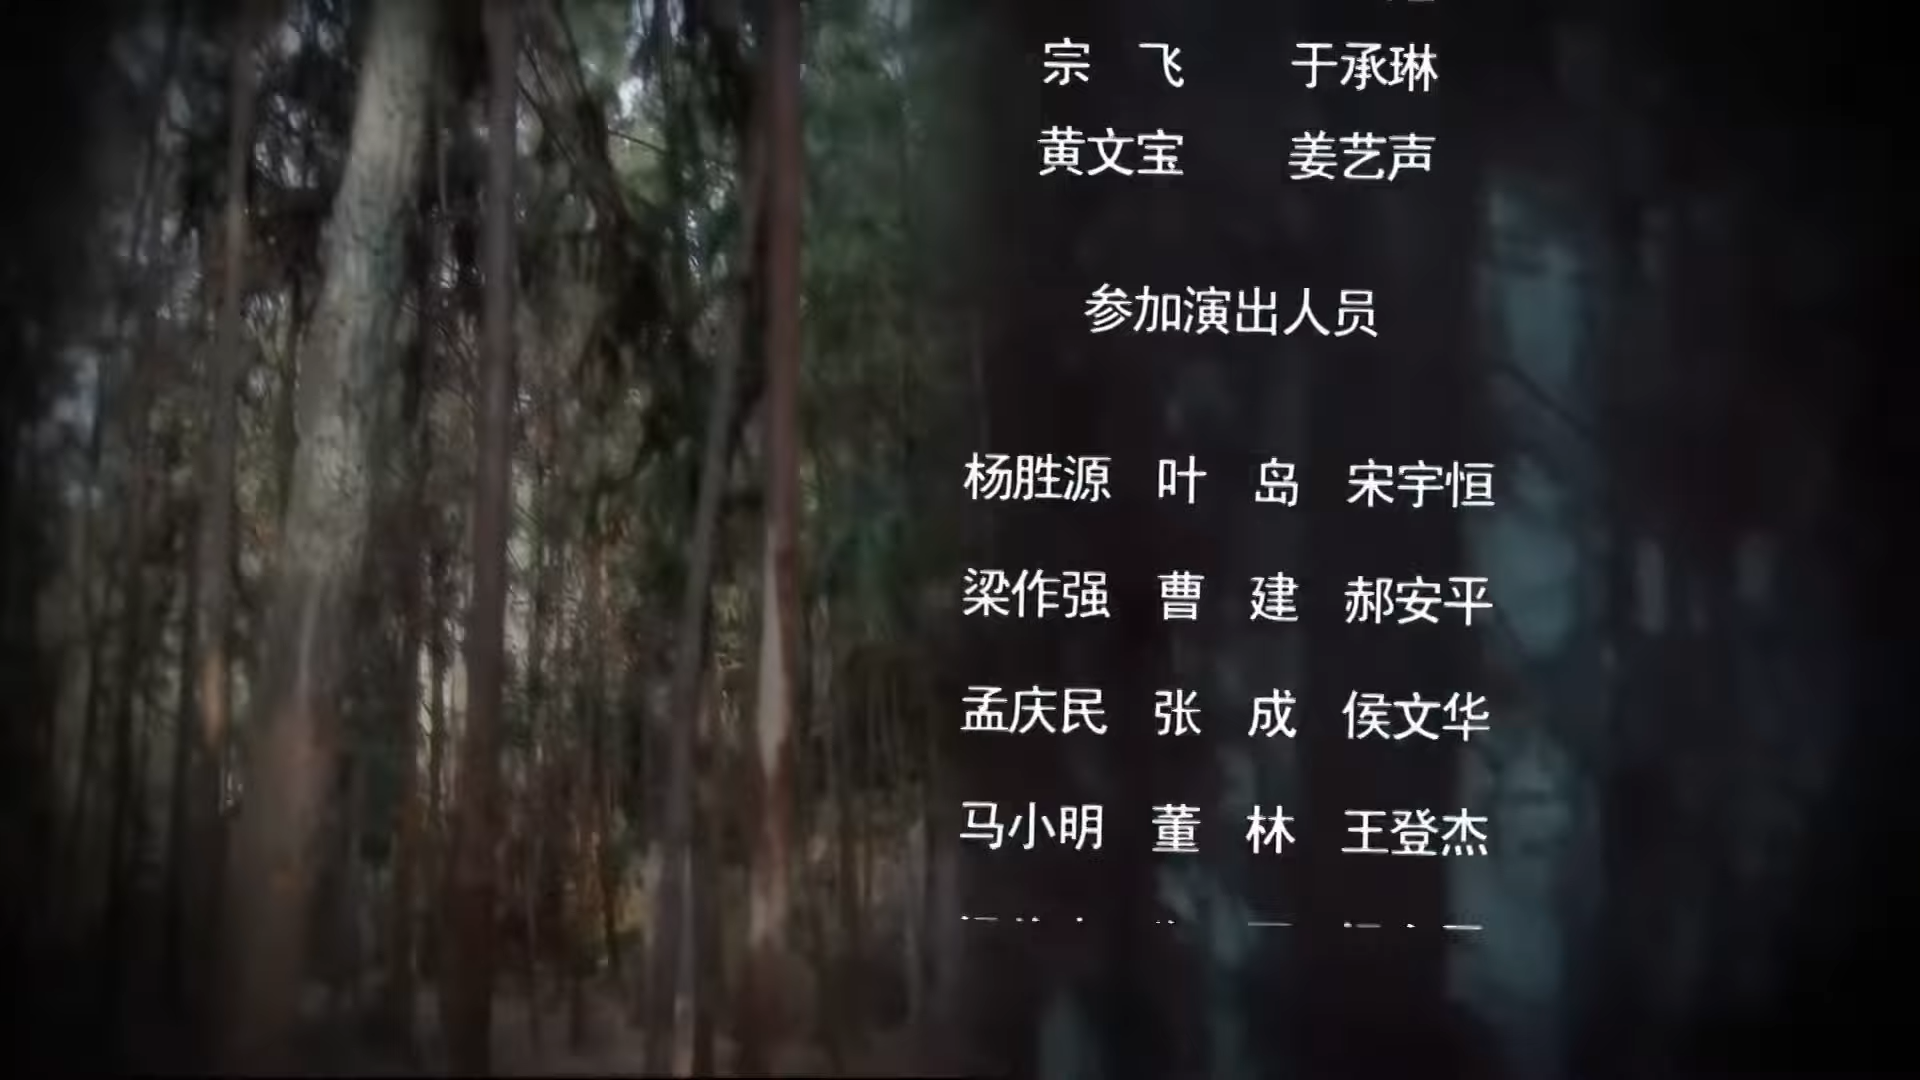 宗 飞 于承琳
黄文宝 姜艺声
参加演出人员
杨胜源 叶 岛 宋宇恒
梁作强 曹 建 郝安平
孟庆民 张 成 侯文华
马小明 董 林 王登杰